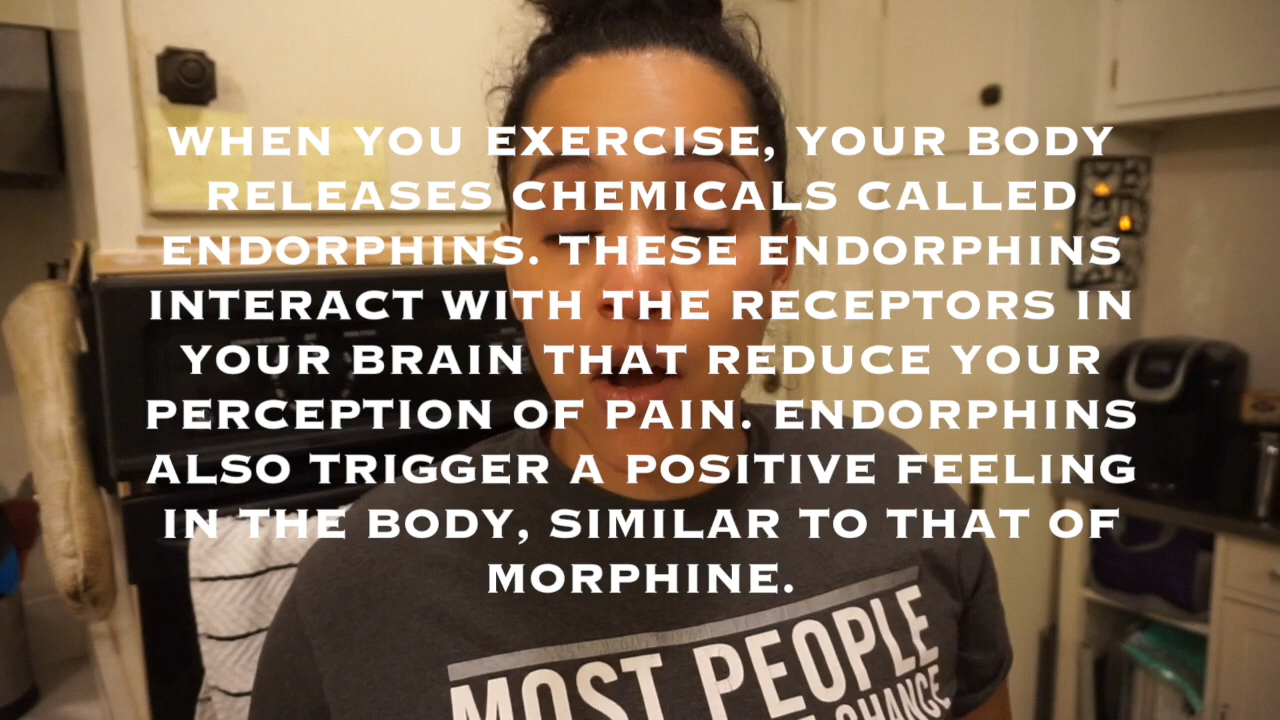 WHEN YOU EXERCISE, YOUR BODY
RELEASES CHEMICALS CALLED
ENDORPHINS. THESE ENDORPHINS
INTERACT WITH THE RECEPTORS IN
YOUR BRAIN THAT REDUCE YOUR
PERCEPTION OF PAIN. ENDORPHINS
ALSO TRIGGER A POSITIVE FEELING
IN THE BODY, SIMILAR TO THAT OF
MORPHINE.
MOST PEOPLE
CHANCE